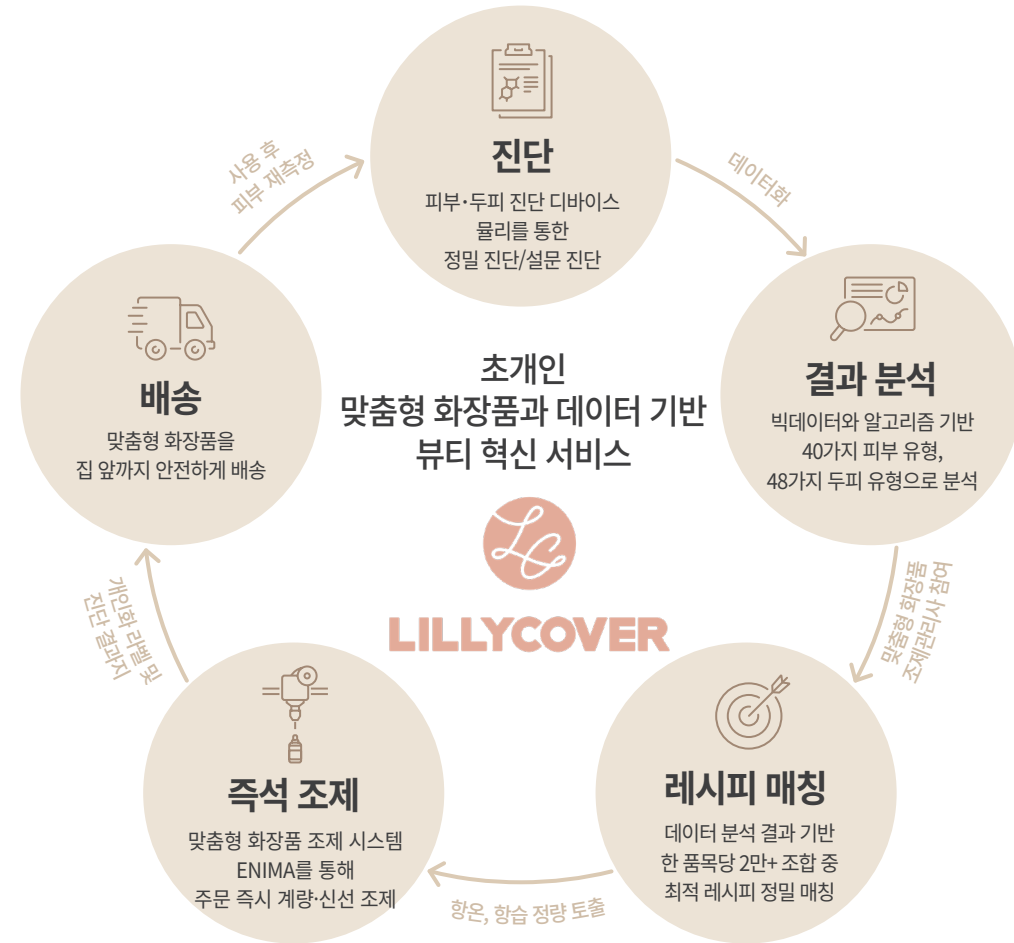 진단
피부·두피 진단 디바이스
뮬리를 통한
정밀 진단/설문 진단
데이터화
결과 분석
빅데이터와 알고리즘 기반
40가지 피부 유형,
48가지 두피 유형으로 분석
맞춤형 화장품
조제관리사 참여
레시피 매칭
데이터 분석 결과 기반
한 품목당 2만+ 조합 중
최적 레시피 정밀 매칭
항온, 항습 정량 토출
즉석 조제
맞춤형 화장품 조제 시스템
ENIMA를 통해
주문 즉시 계량·신선 조제
개인화 라벨 및
진단 결과지
배송
맞춤형 화장품을
집 앞까지 안전하게 배송
사용 후
피부 재측정
초개인
맞춤형 화장품과 데이터 기반
뷰티 혁신 서비스
LC
LILLYCOVER